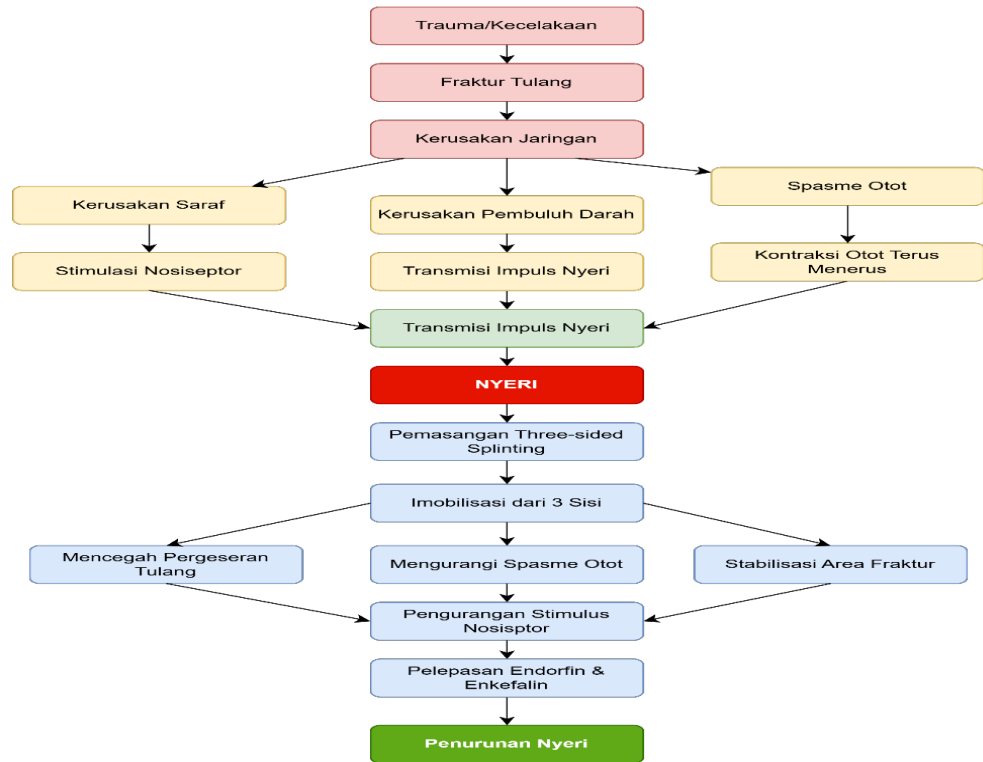 Trauma/Kecelakaan
Fraktur Tulang
Kerusakan Jaringan
Kerusakan Saraf
Kerusakan Pembuluh Darah
Spasme Otot
Stimulasi Nosiseptor
Transmisi Impuls Nyeri
Kontraksi Otot Terus
Menerus
Transmisi Impuls Nyeri
NYERI
Pemasangan Three-sided
Splinting
Imobilisasi dari 3 Sisi
Mencegah Pergeseran
Tulang
Mengurangi Spasme Otot
Stabilisasi Area Fraktur
Pengurangan Stimulus
Nosisptor
Pelepasan Endorfin &
Enkefalin
Penurunan Nyeri